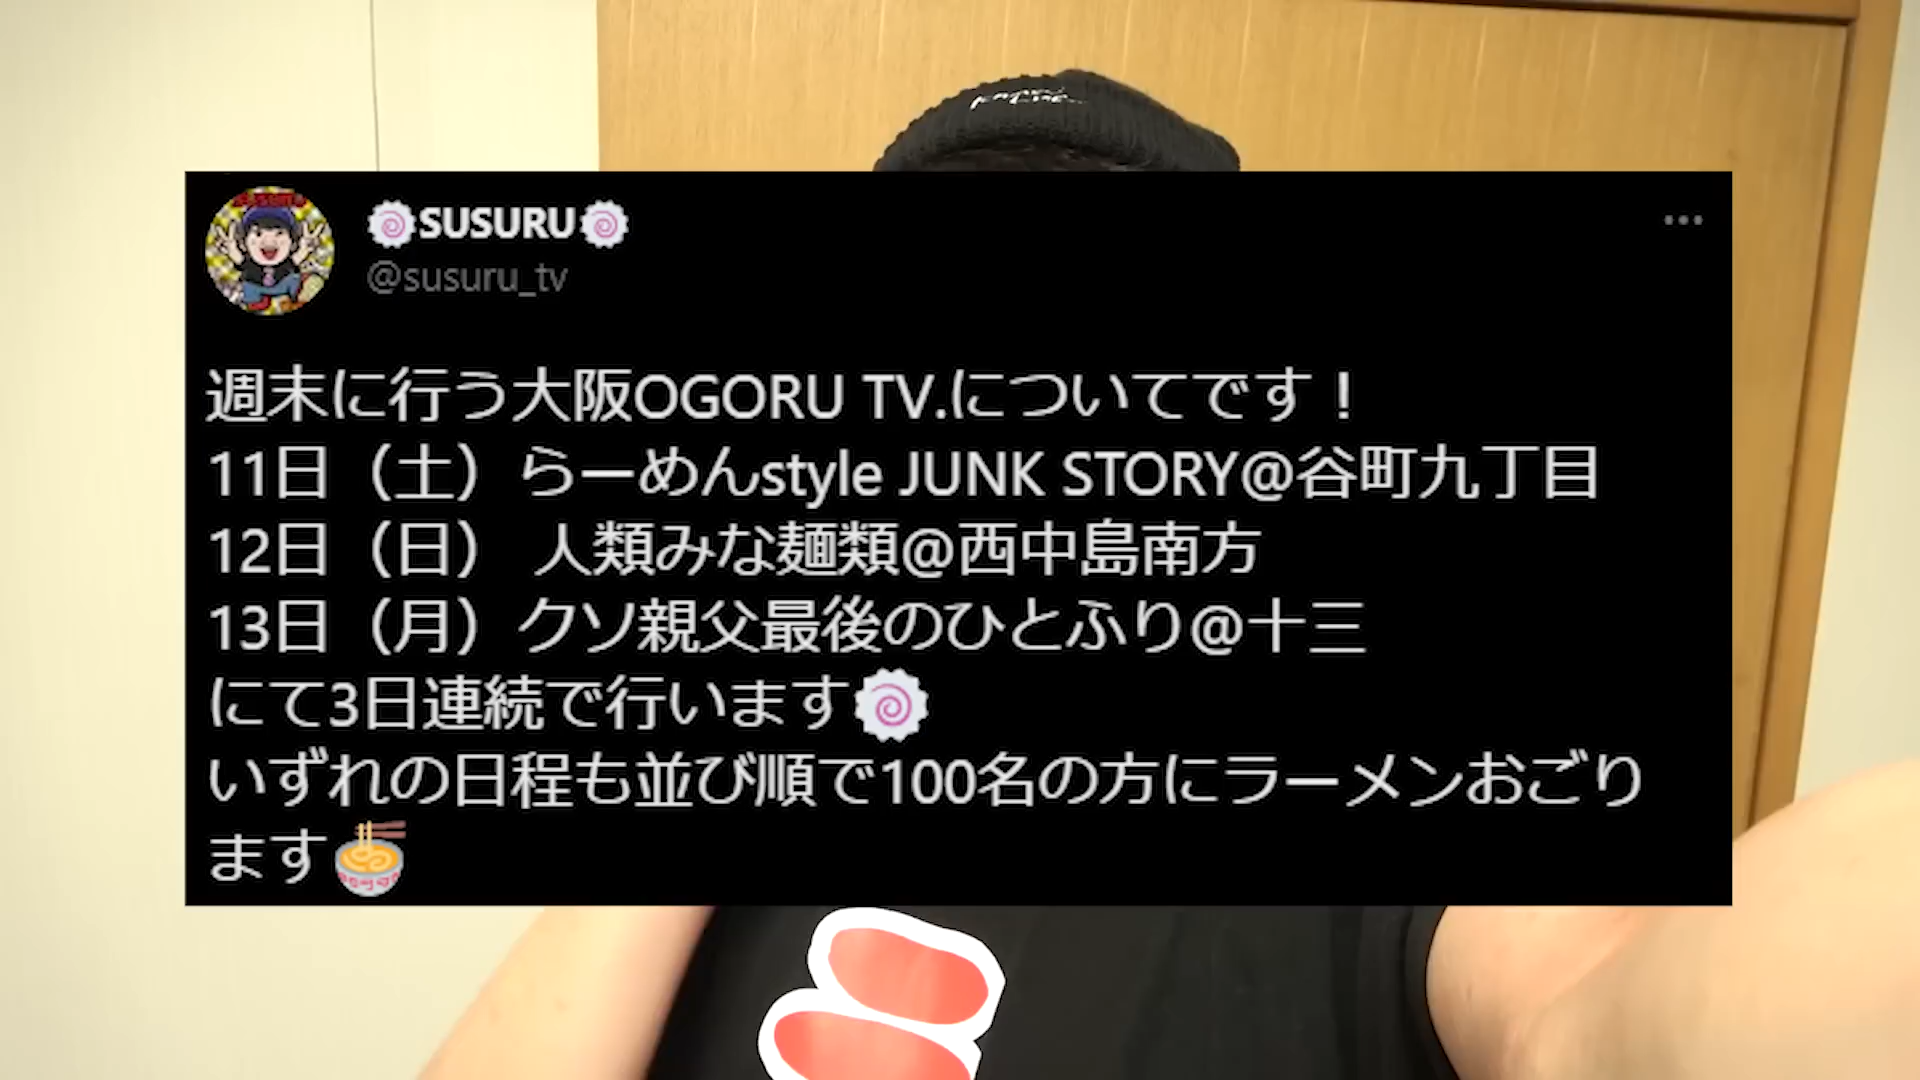 🍥SUSURU🍥
@susuru_tv
週末に行う大阪OGORU TV.についてです！
11日（土）らーめんstyle JUNK STORY@谷町九丁目
12日（日） 人類みな麺類@西中島南方
13日（月）クソ親父最後のひとふり@十三
にて3日連続で行います🍥
いずれの日程も並び順で100名の方にラーメンおごり
ます🍜